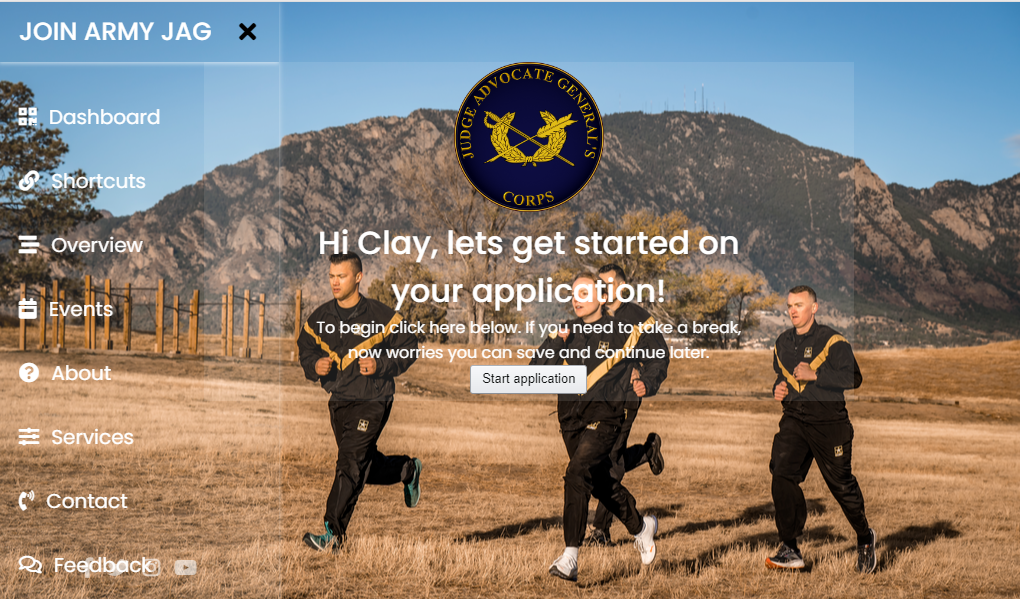 JOIN ARMY JAG
Dashboard
Shortcuts
Overview
Events
About
Services
Contact
Feedback
JUDGE ADVOCATE GENERAL'S
CORPS
Hi Clay, lets get started on
your application!
To begin click here below. If you need to take a break,
now worries you can save and continue later.
Start application